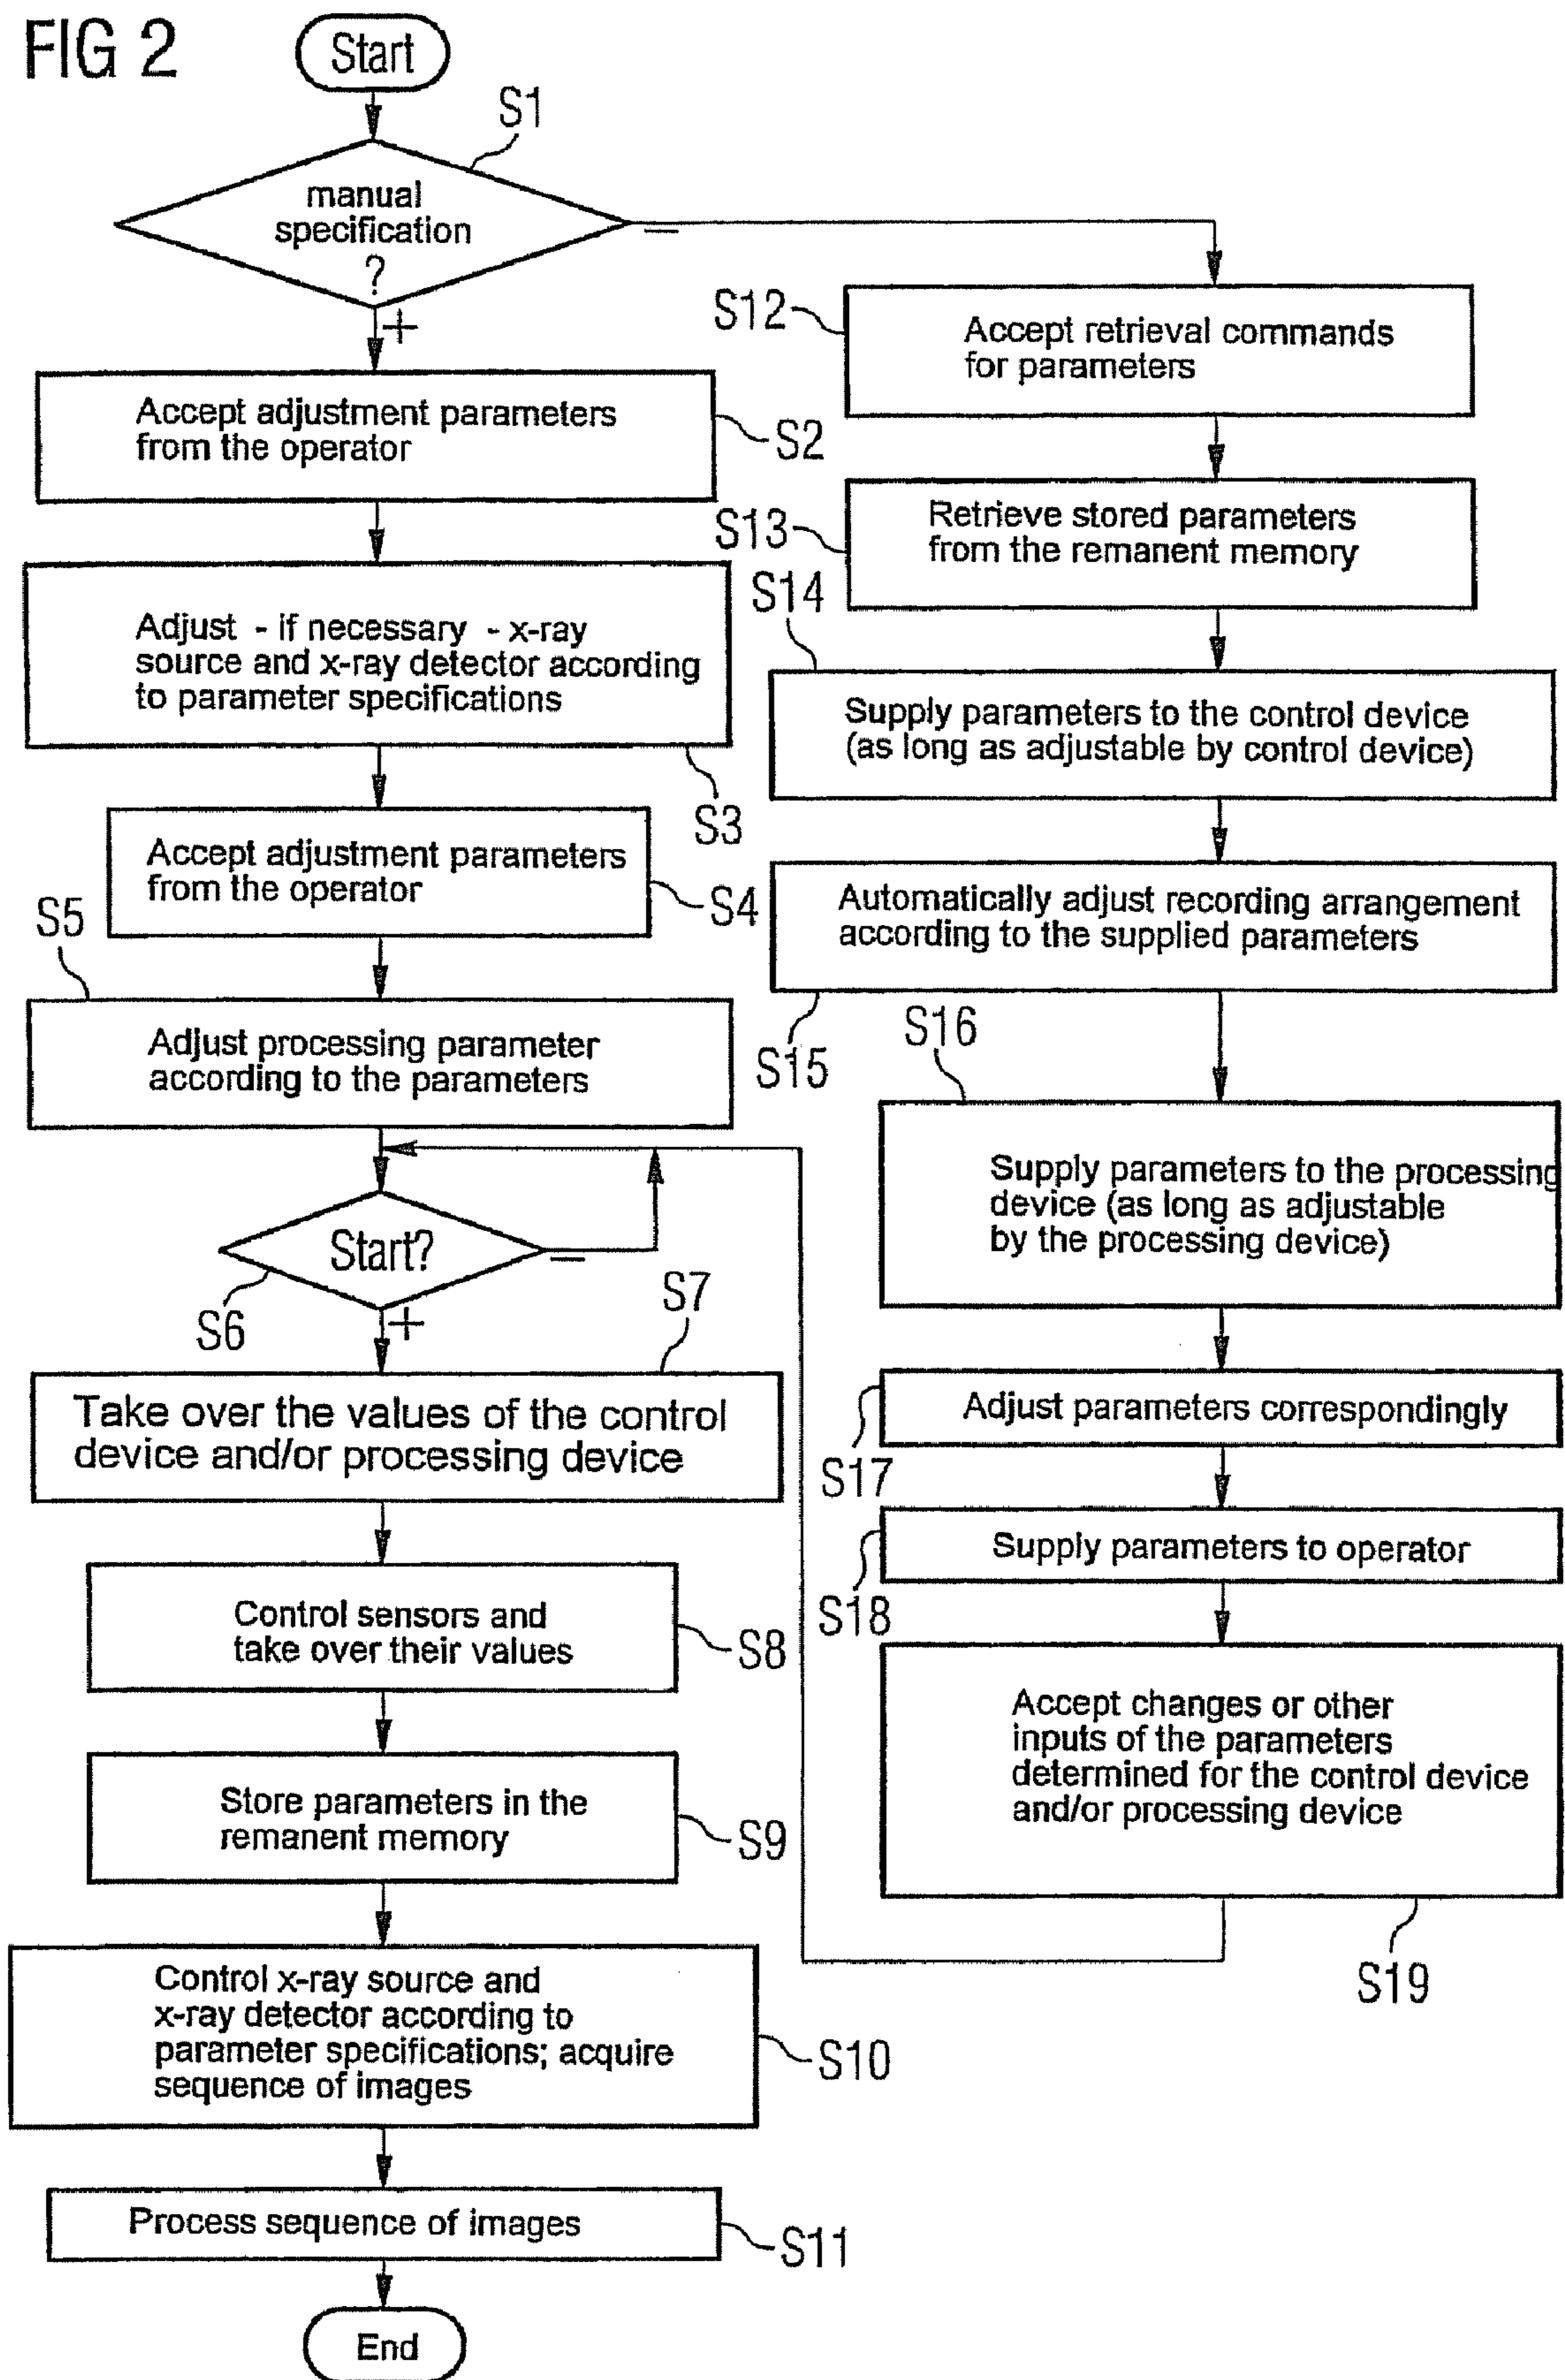 FIG 2
Start
S1
manual
specification
?
+
–
Accept adjustment parameters
from the operator
S2
Adjust - if necessary - x-ray
source and x-ray detector according
to parameter specifications
S3
Accept adjustment parameters
from the operator
S4
S5
Adjust processing parameter
according to the parameters
Start?
–
S6
+
S7
Take over the values of the control
device and/or processing device
Control sensors and
take over their values
S8
Store parameters in the
remanent memory
S9
Control x-ray source and
x-ray detector according to
parameter specifications; acquire
sequence of images
S10
Process sequence of images
S11
End
S12
Accept retrieval commands
for parameters
S13
Retrieve stored parameters
from the remanent memory
S14
Supply parameters to the control device
(as long as adjustable by control device)
Automatically adjust recording arrangement
according to the supplied parameters
S15
S16
Supply parameters to the processing
device (as long as adjustable
by the processing device)
Adjust parameters correspondingly
S17
Supply parameters to operator
S18
Accept changes or other
inputs of the parameters
determined for the control device
and/or processing device
S19